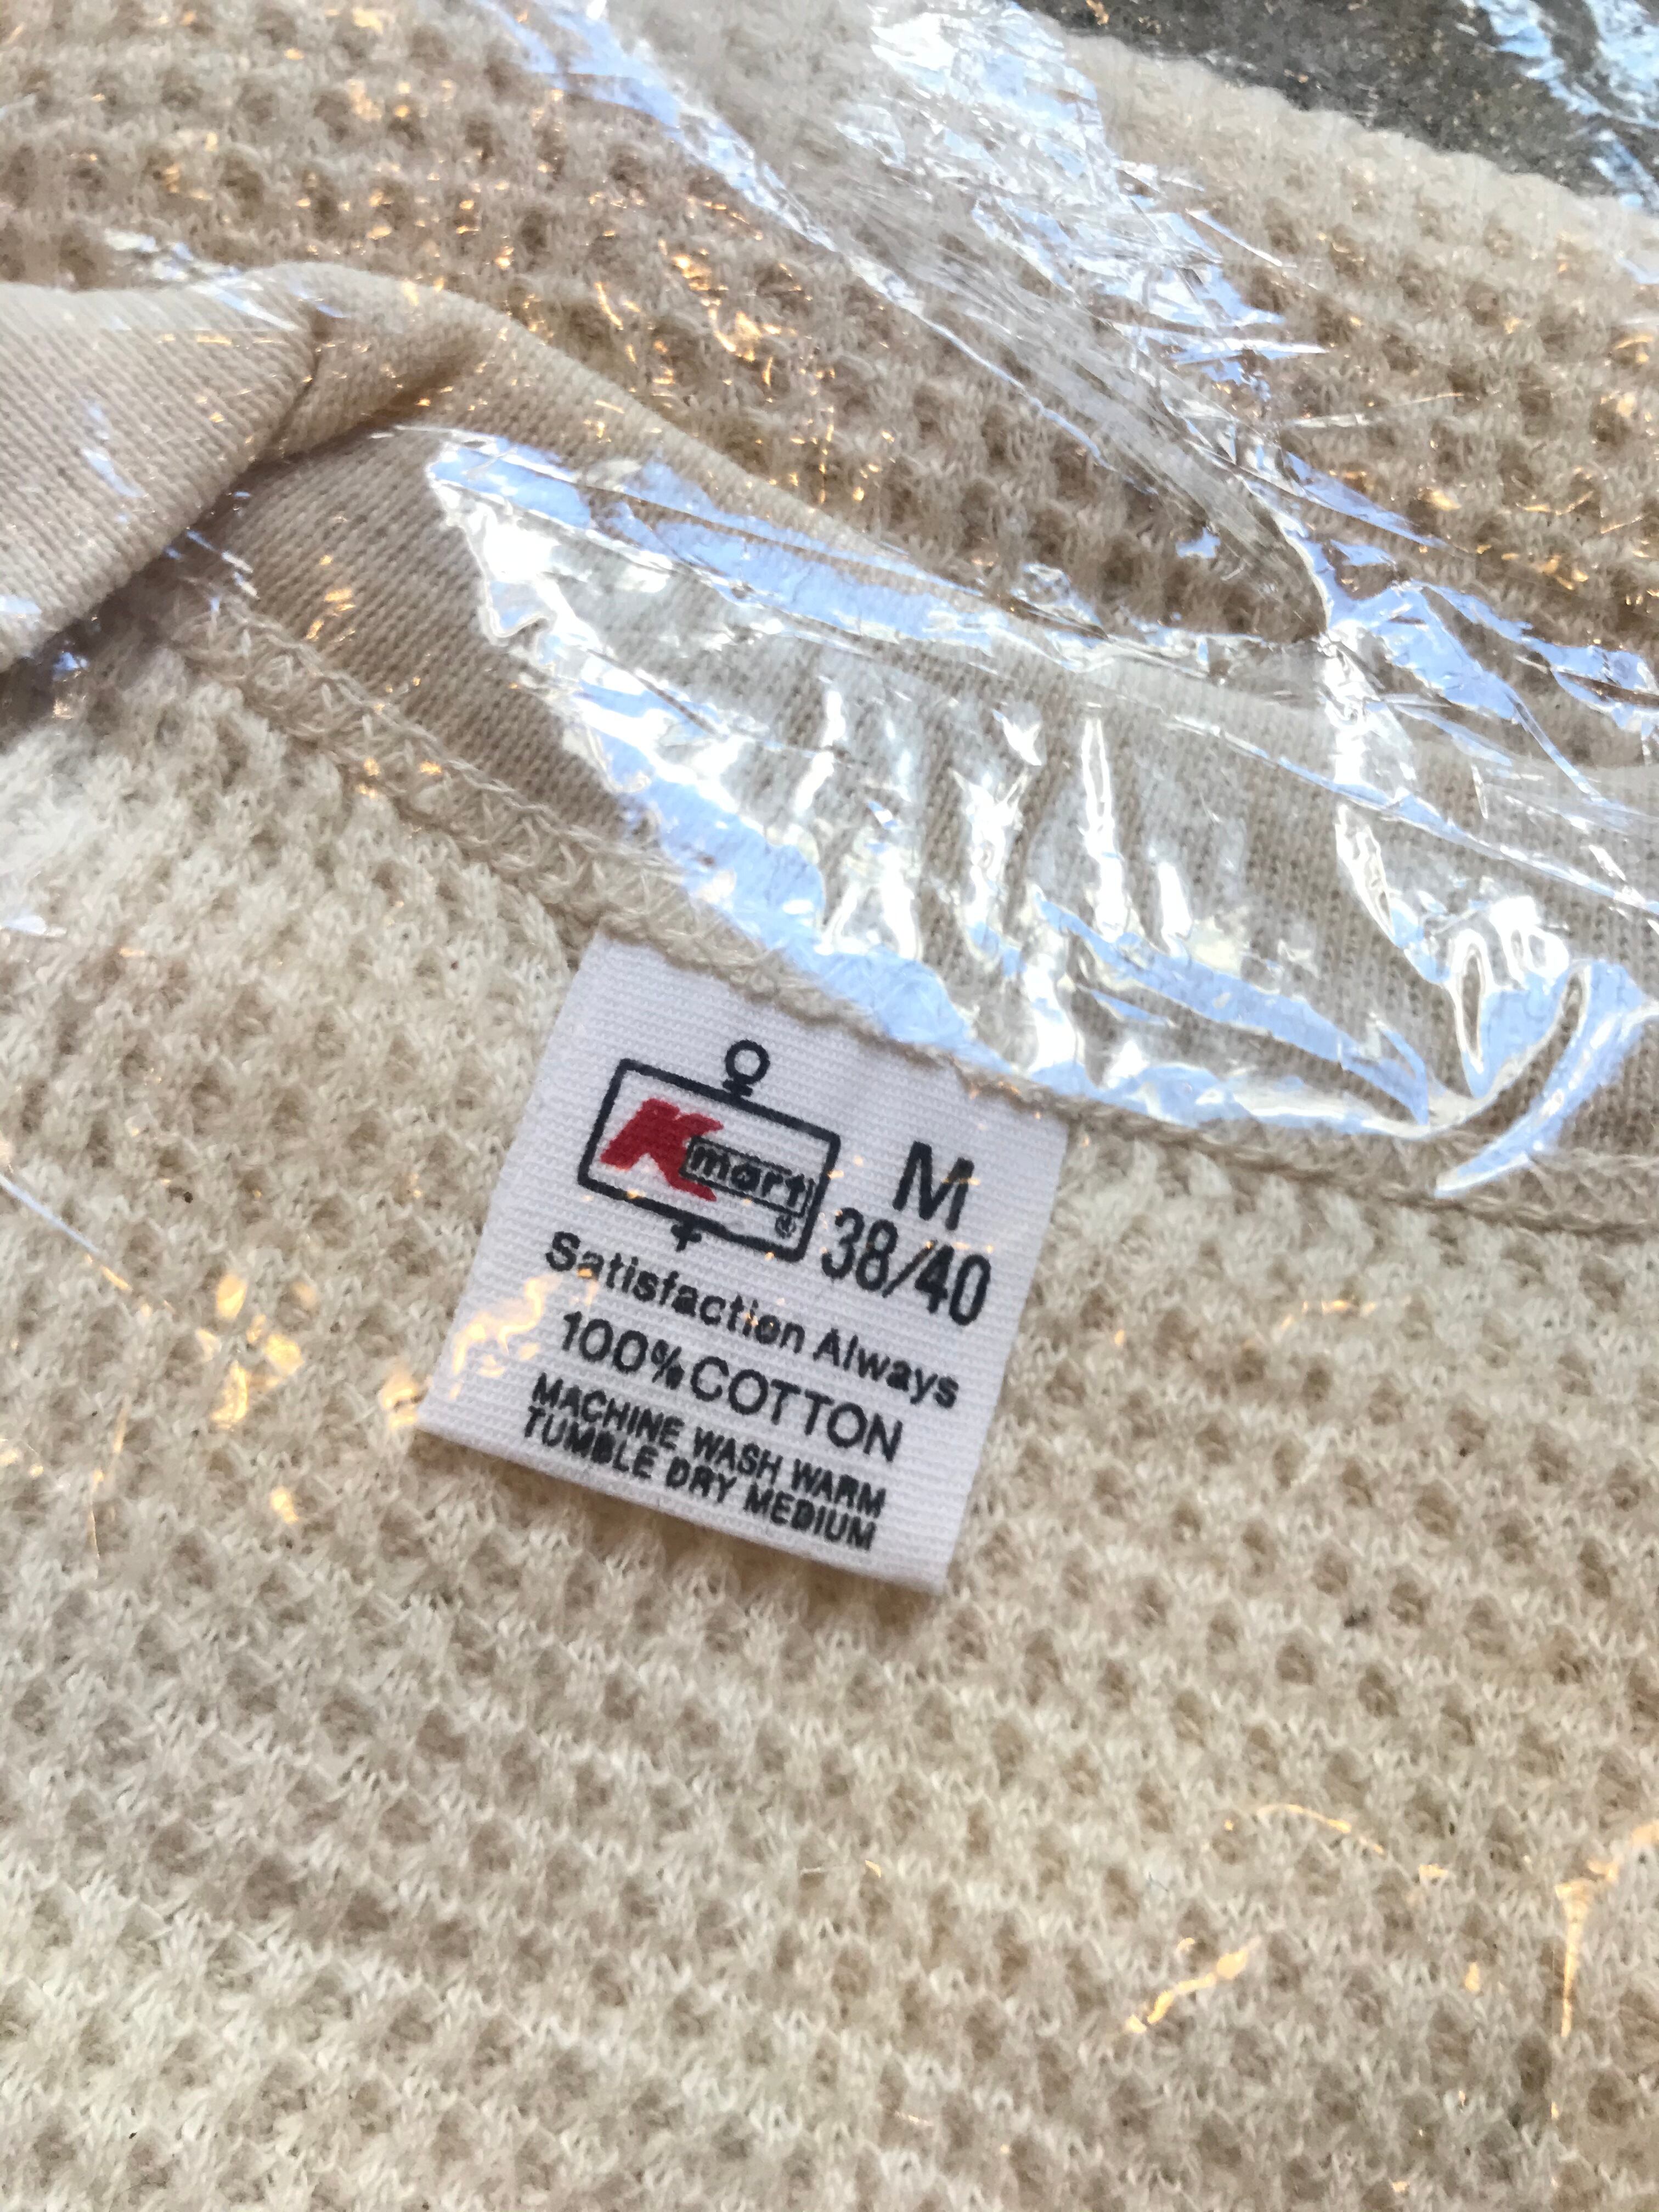 Kmart®
M
38/40
Satisfaction Always
100% COTTON
MACHINE WASH WARM
TUMBLE DRY MEDIUM